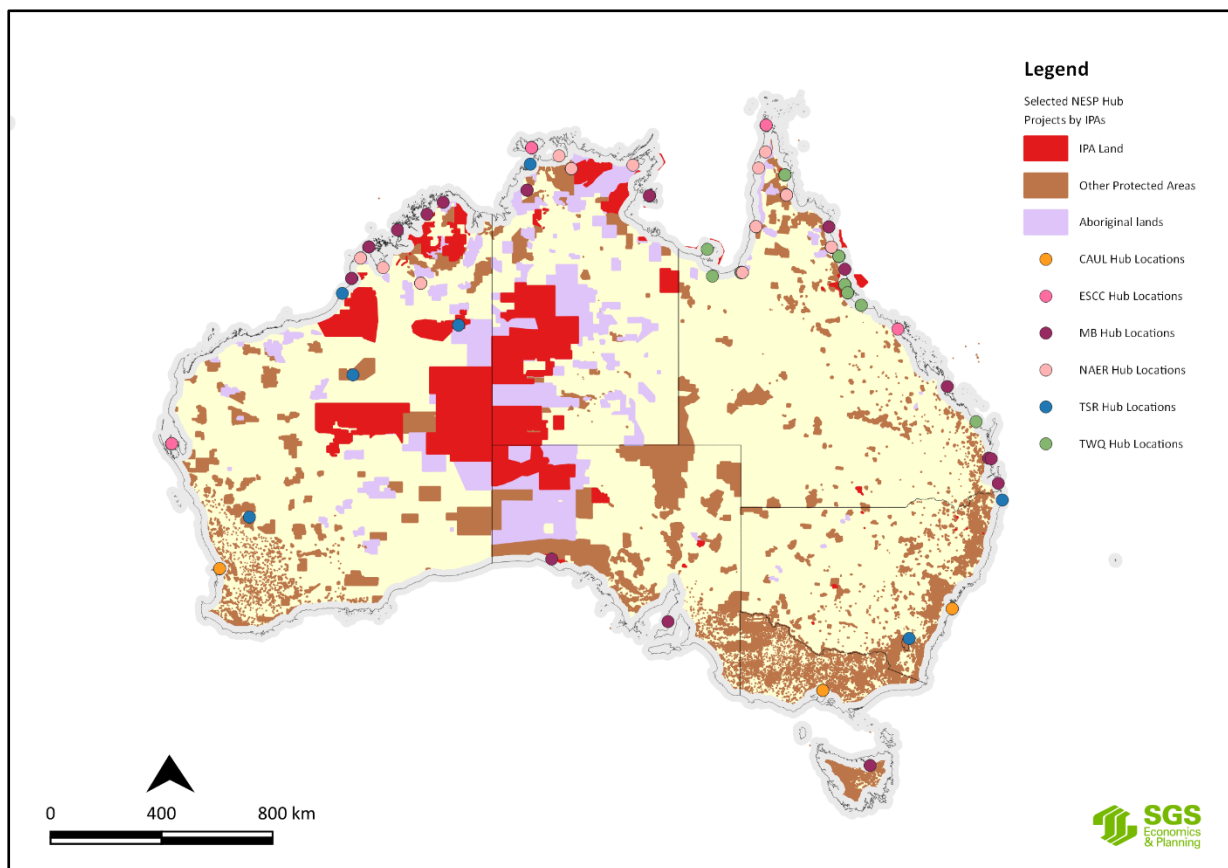 Legend
Selected NESP Hub
Projects by IPAs
IPA Land
Other Protected Areas
Aboriginal lands
CAUL Hub Locations
ESCC Hub Locations
MB Hub Locations
NAER Hub Locations
TSR Hub Locations
TWQ Hub Locations
0 400 800 km
SGS
Economics
& Planning